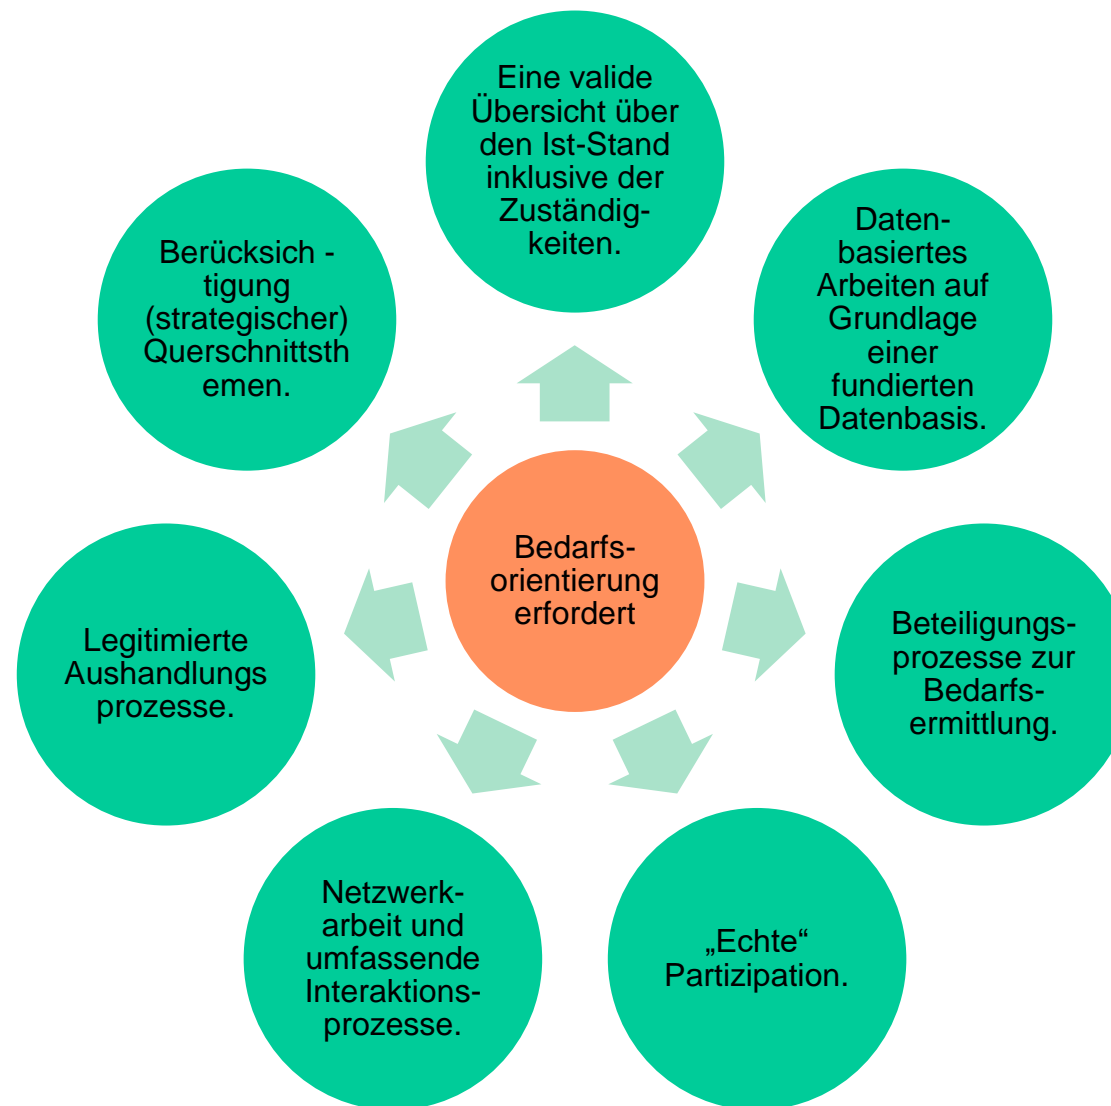 Eine valide
Übersicht über
den Ist-Stand
inklusive der
Zuständig-
keiten.
Daten-
basiertes
Arbeiten auf
Grundlage
einer
fundierten
Datenbasis.
Beteiligungs-
prozesse zur
Bedarfs-
ermittlung.
„Echte“
Partizipation.
Netzwerk-
arbeit und
umfassende
Interaktions-
prozesse.
Legitimierte
Aushandlungs
prozesse.
Berücksich -
tigung
(strategischer)
Querschnittsth
emen.
Bedarfs-
orientierung
erfordert